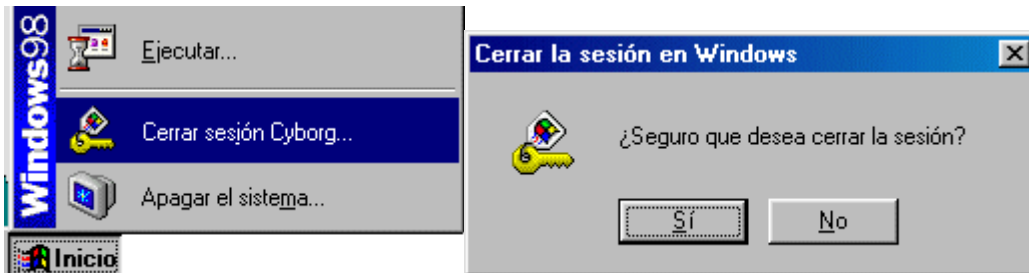 Windows98
Ejecutar...
Cerrar sesión Cyborg...
Apagar el sistema...
Inicio
Cerrar la sesión en Windows
¿Seguro que desea cerrar la sesión?
Sí No